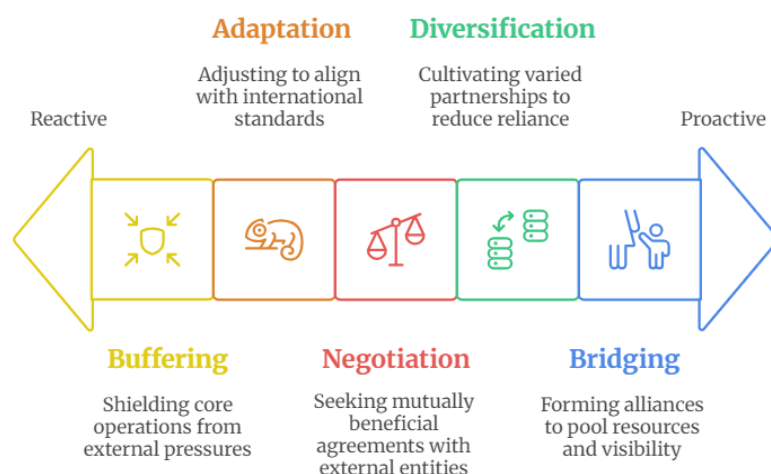 Adaptation
Adjusting to align
with international
standards
Diversification
Cultivating varied
partnerships to
reduce reliance
Reactive
Proactive
Buffering
Shielding core
operations from
external pressures
Negotiation
Seeking mutually
beneficial
agreements with
external entities
Bridging
Forming alliances
to pool resources
and visibility